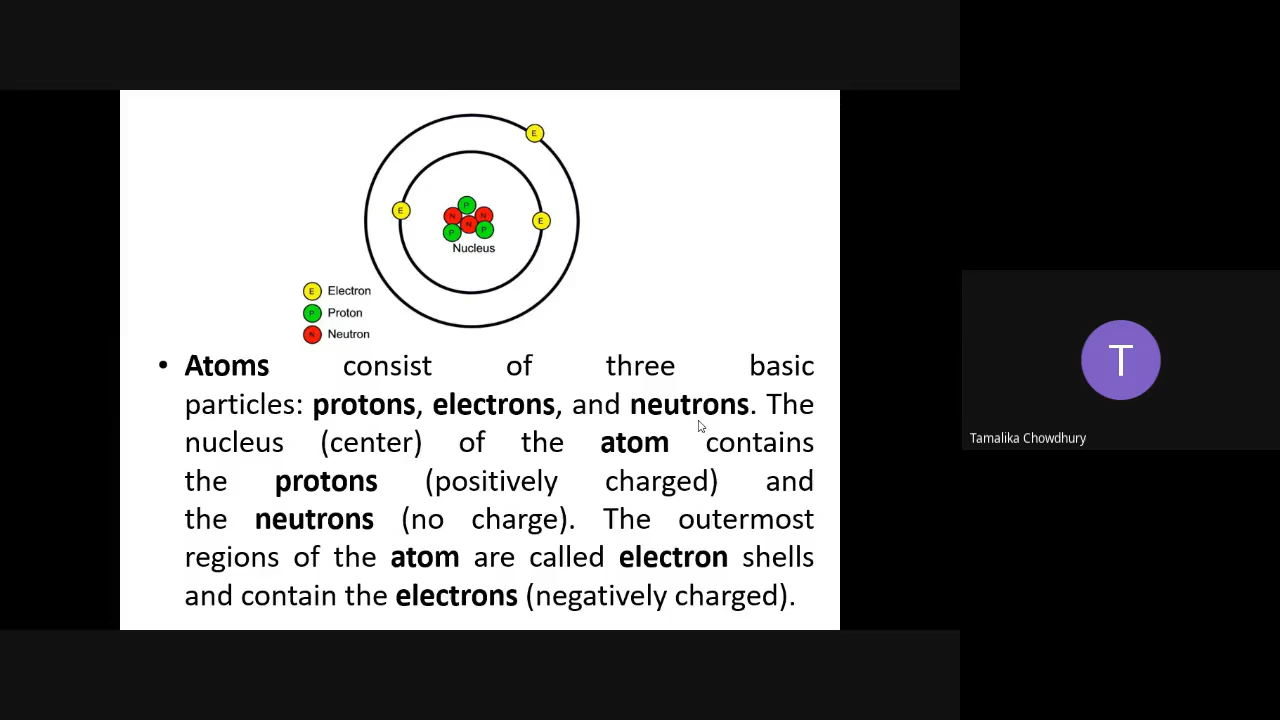 E
E
P
N
N
N
E
P
P
Nucleus
E Electron
P Proton
N Neutron
• Atoms consist of three basic
particles: protons, electrons, and neutrons. The
nucleus (center) of the atom contains
the protons (positively charged) and
the neutrons (no charge). The outermost
regions of the atom are called electron shells
and contain the electrons (negatively charged).
T
Tamalika Chowdhury